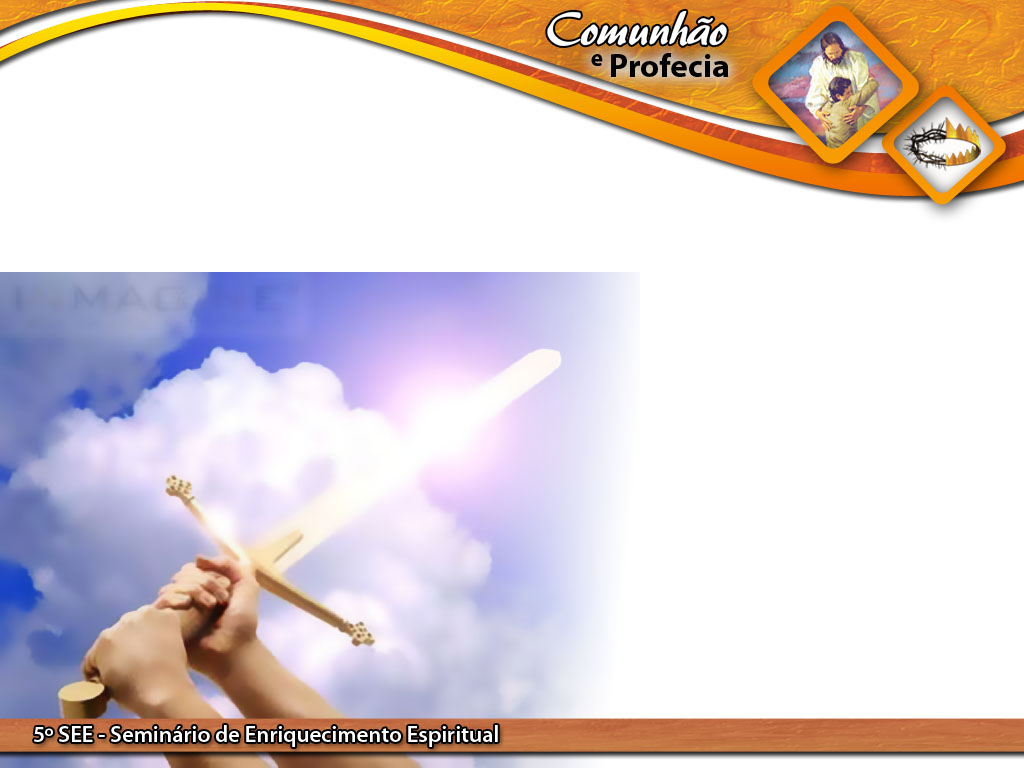 Comunhão
e Profecia
5º SEE - Seminário de Enriquecimento Espiritual